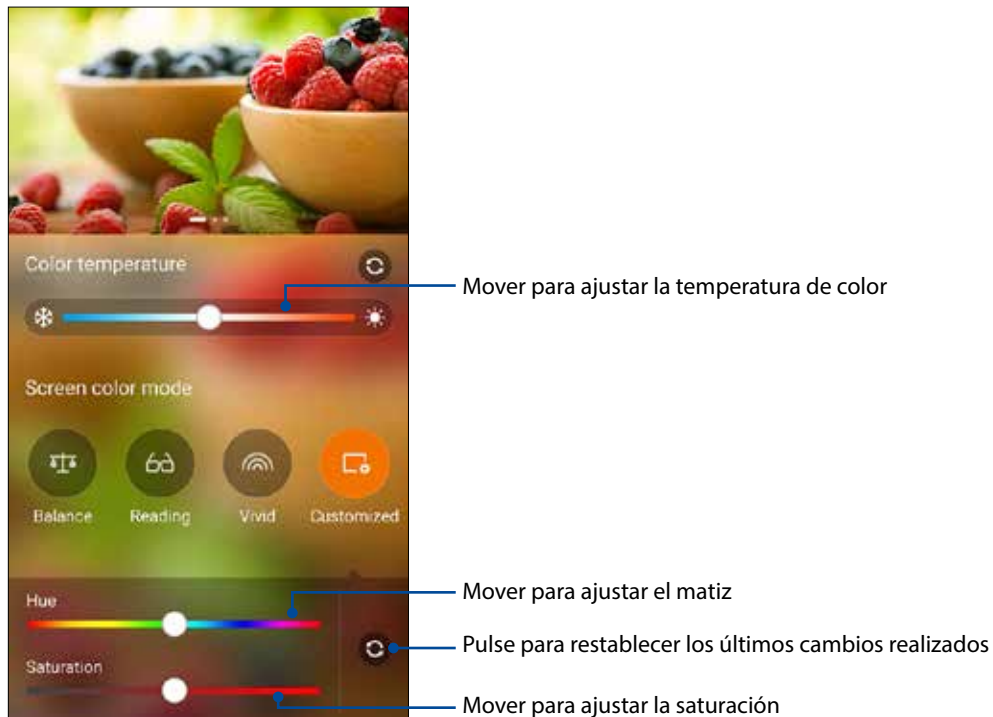 Color temperature
Mover para ajustar la temperatura de color
Screen color mode
Balance
Reading
Vivid
Customized
Hue
Mover para ajustar el matiz
Pulse para restablecer los últimos cambios realizados
Saturation
Mover para ajustar la saturación